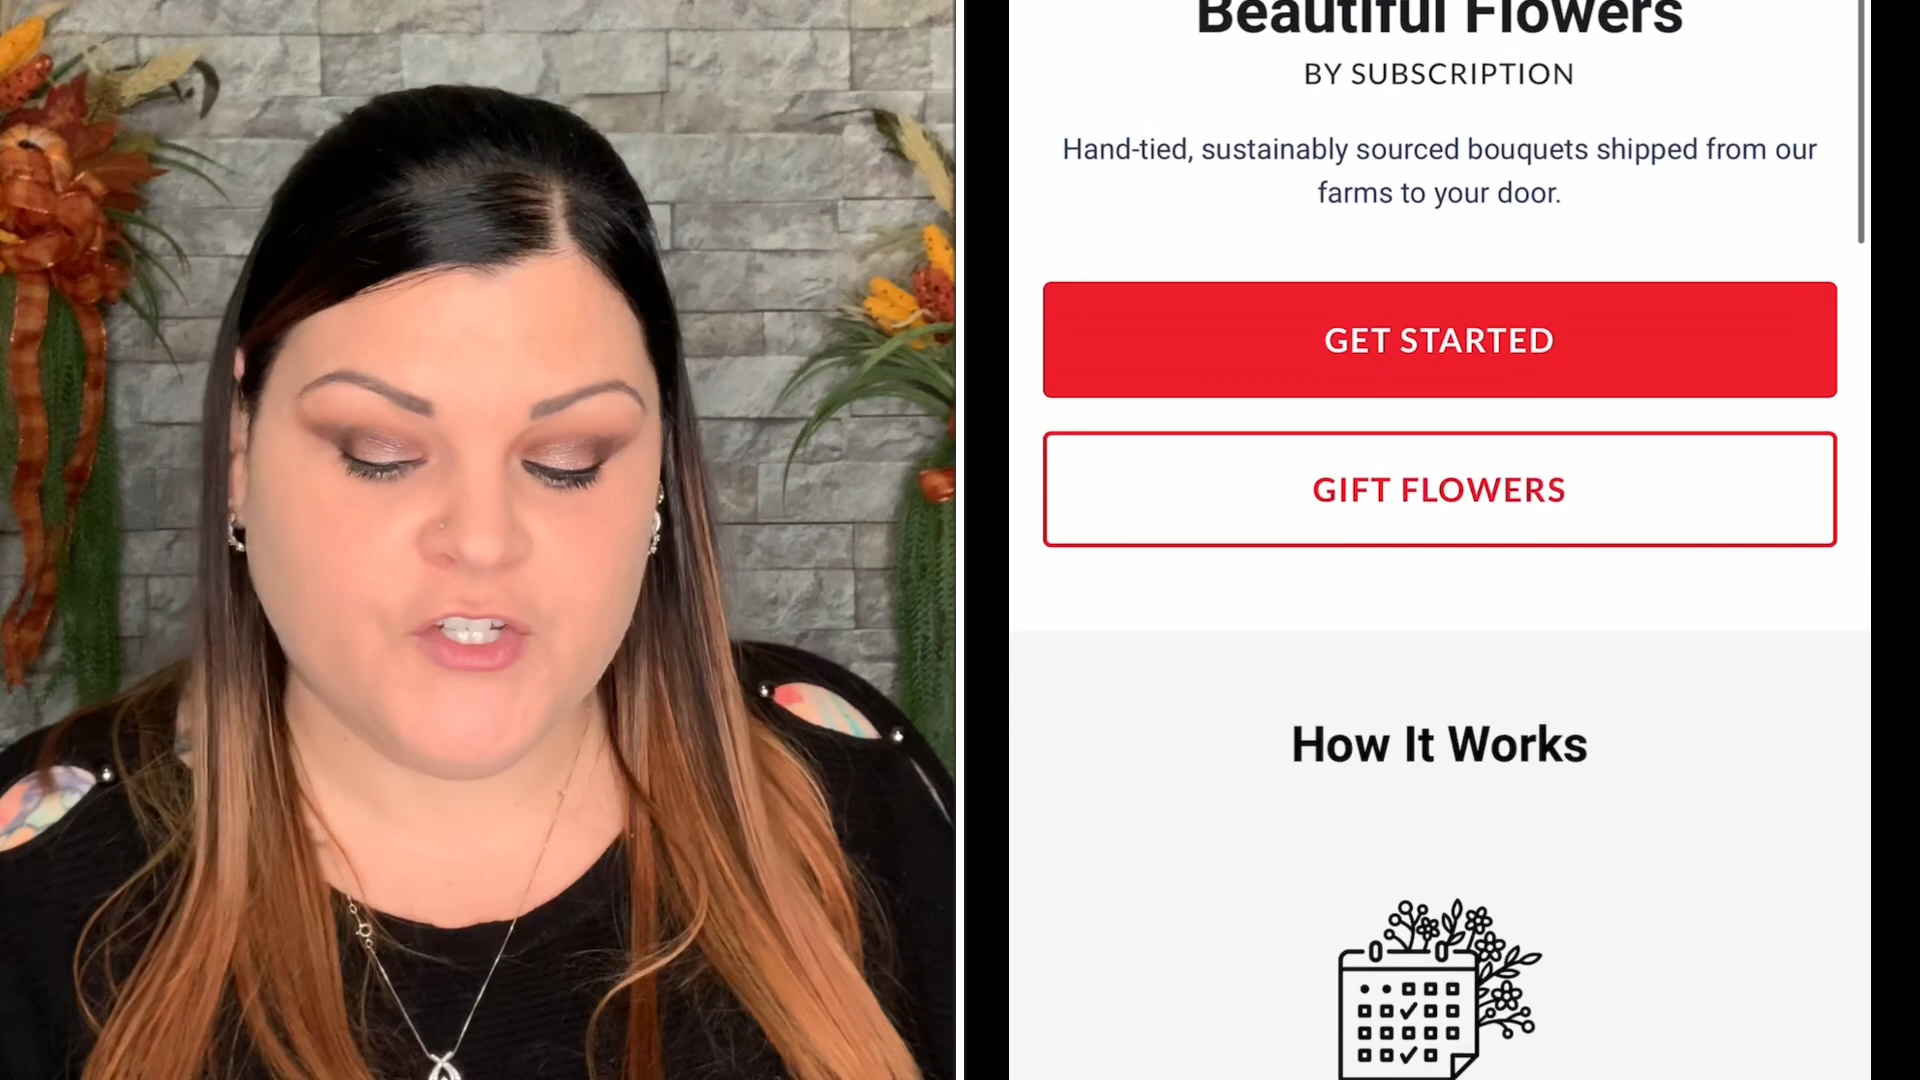 Beautiful Flowers
BY SUBSCRIPTION
Hand-tied, sustainably sourced bouquets shipped from our
farms to your door.
GET STARTED
GIFT FLOWERS
How It Works